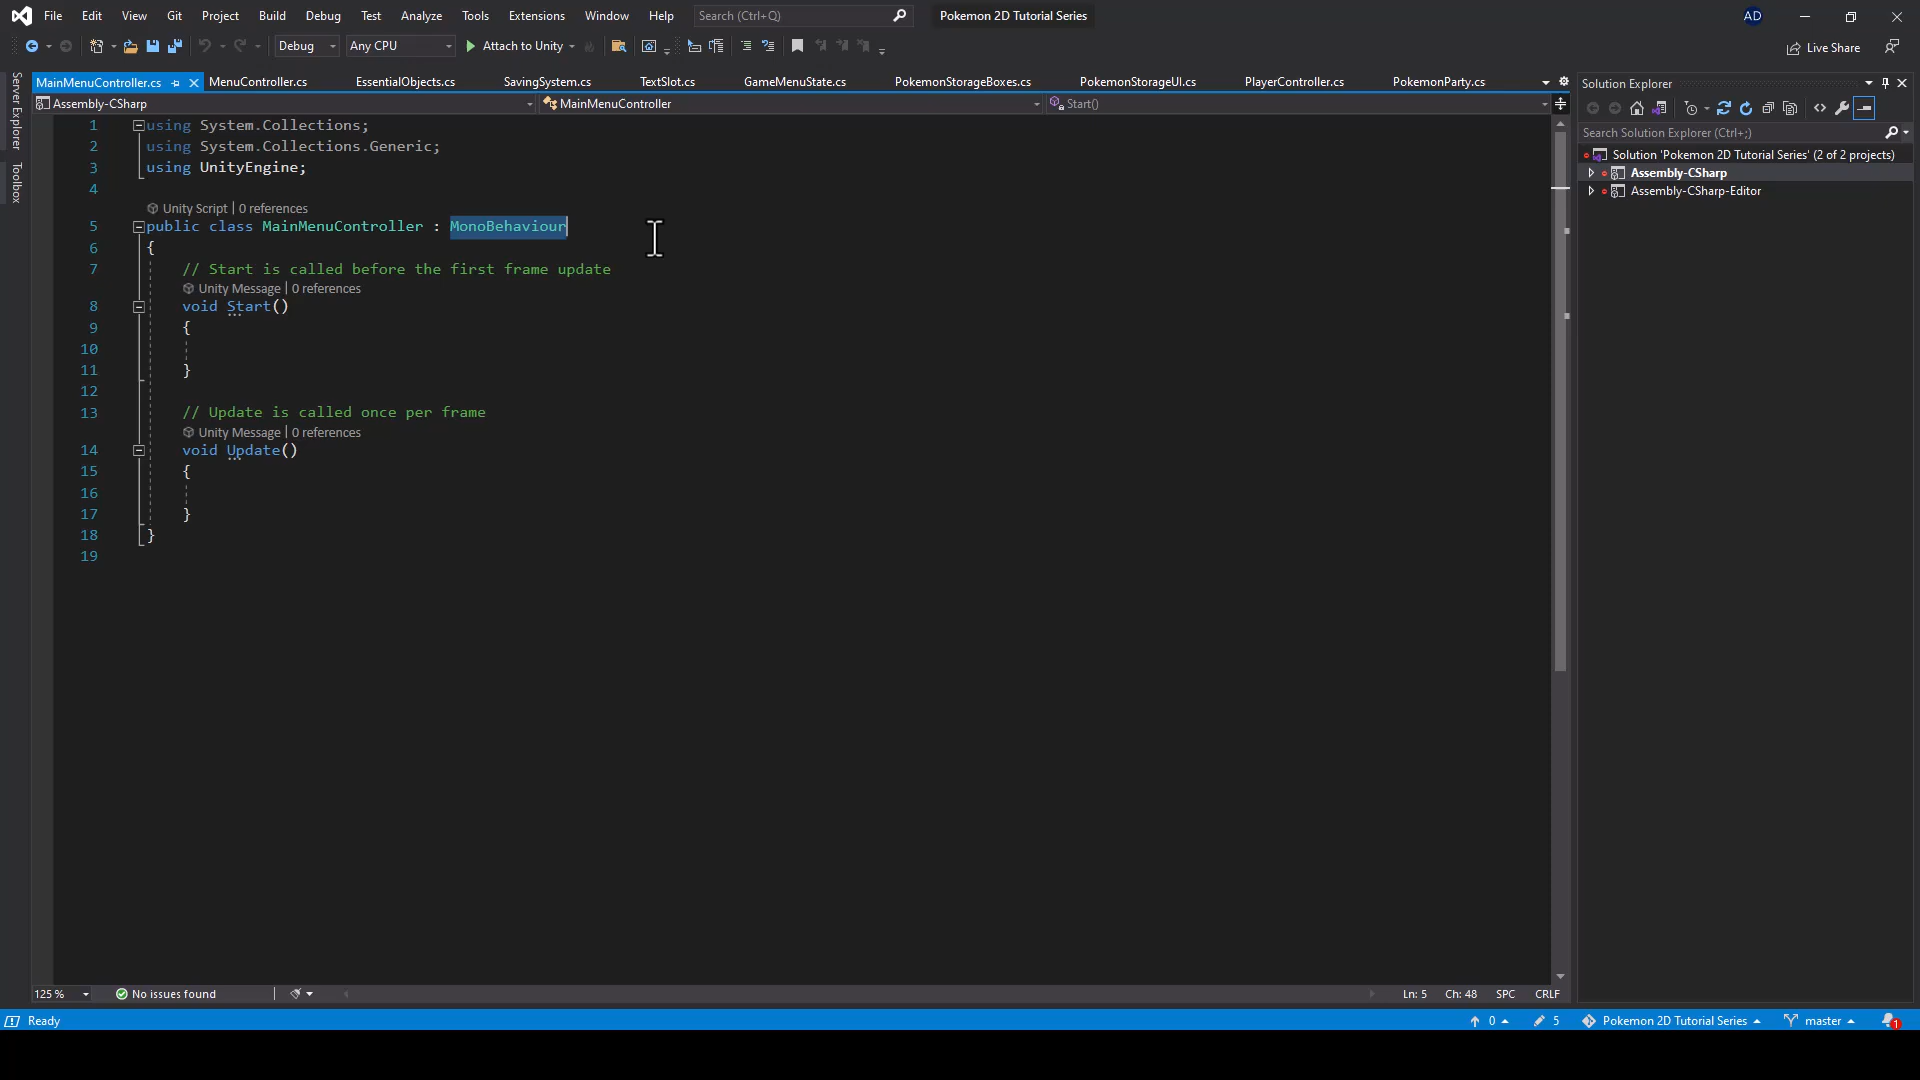 File Edit View Git Project Build Debug Test Analyze Tools Extensions Window Help Search (Ctrl+Q) Pokemon 2D Tutorial Series AD
Debug Any CPU Attach to Unity Live Share
MainMenuController.cs MenuController.cs EssentialObjects.cs SavingSystem.cs TextSlot.cs GameMenuState.cs PokemonStorageBoxes.cs PokemonStorageUI.cs PlayerController.cs PokemonParty.cs
Assembly-CSharp MainMenuController Start()
Server Explorer
Toolbox
1 using System.Collections;
2 using System.Collections.Generic;
3 using UnityEngine;
4
Unity Script | 0 references
5 public class MainMenuController : MonoBehaviour
6 {
7 // Start is called before the first frame update
Unity Message | 0 references
8 void Start()
9 {
10
11 }
12
13 // Update is called once per frame
Unity Message | 0 references
14 void Update()
15 {
16
17 }
18 }
19
Solution Explorer
Search Solution Explorer (Ctrl+;)
Solution 'Pokemon 2D Tutorial Series' (2 of 2 projects)
Assembly-CSharp
Assembly-CSharp-Editor
125 % No issues found Ln: 5 Ch: 48 SPC CRLF
Ready 0 5 Pokemon 2D Tutorial Series master 1